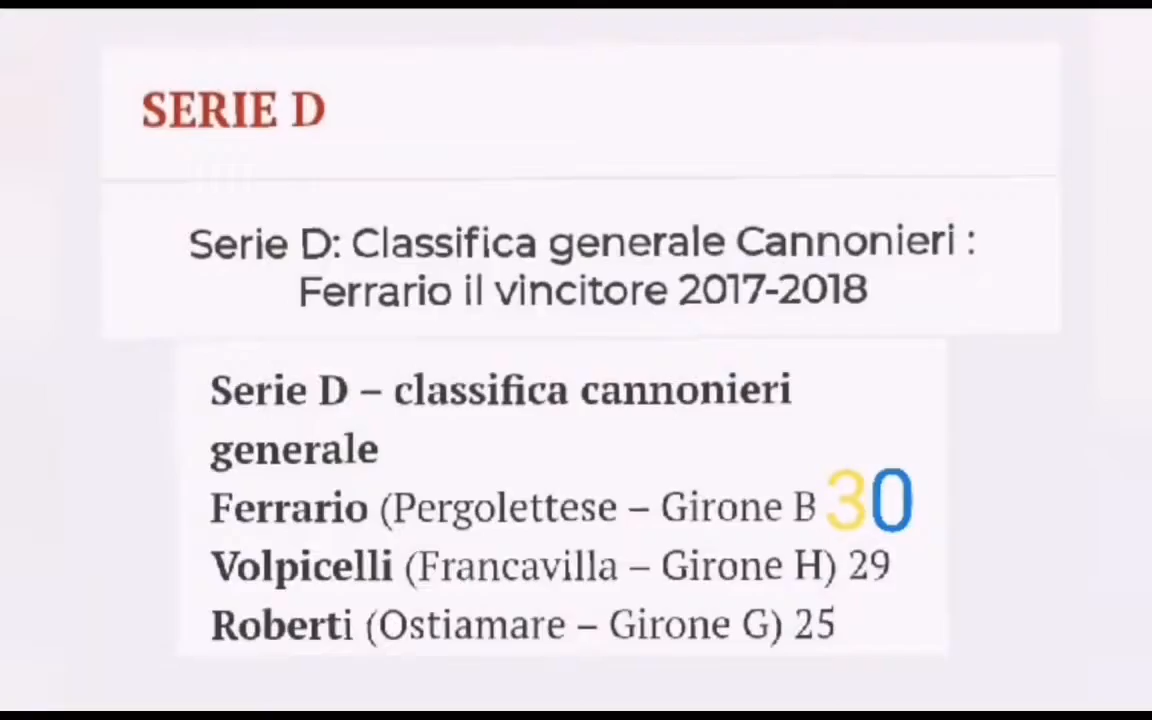 SERIE D
Serie D: Classifica generale Cannonieri :
Ferrario il vincitore 2017-2018
Serie D – classifica cannonieri
generale
Ferrario (Pergolettese – Girone B 30
Volpicelli (Francavilla – Girone H) 29
Roberti (Ostiamare – Girone G) 25